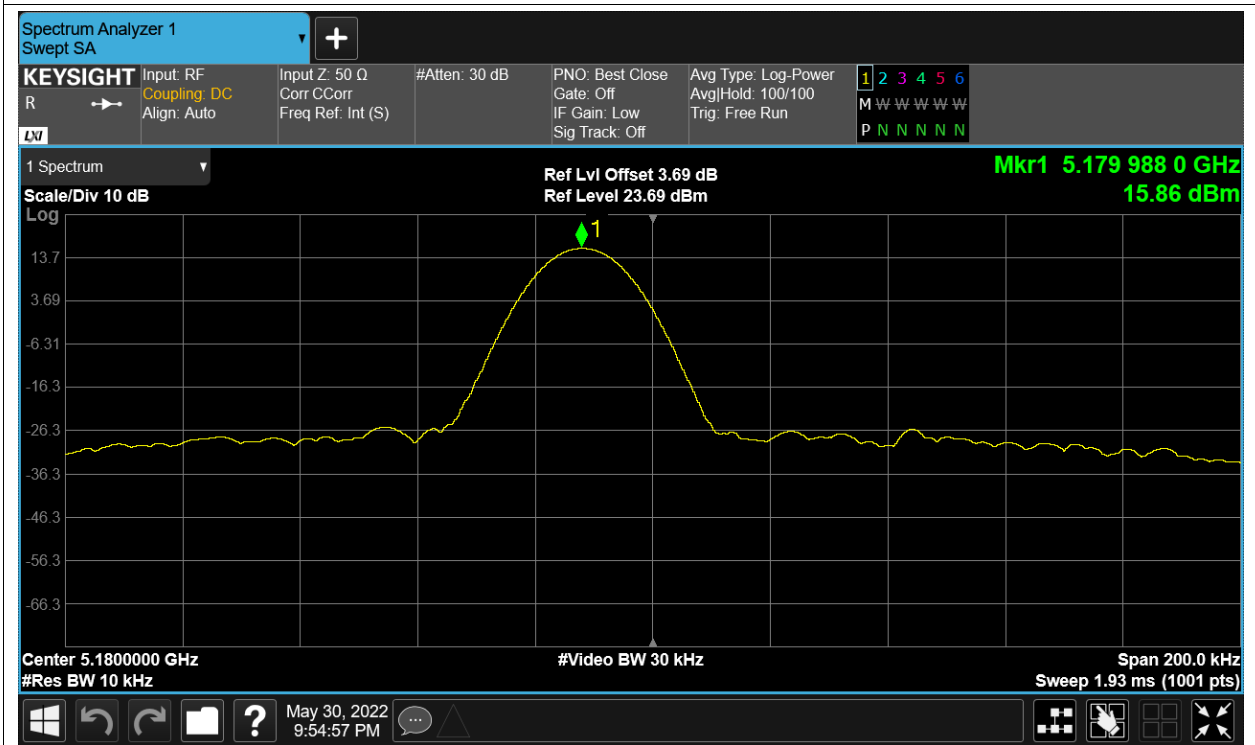 Spectrum Analyzer 1
Swept SA
KEYSIGHT
R
LXI
Input: RF
Coupling: DC
Align: Auto
Input Z: 50 Ω
Corr CCorr
Freq Ref: Int (S)
#Atten: 30 dB
PNO: Best Close
Gate: Off
IF Gain: Low
Sig Track: Off
Avg Type: Log-Power
Avg|Hold: 100/100
Trig: Free Run
1 2 3 4 5 6
M W W W W W
P N N N N N
1 Spectrum
Scale/Div 10 dB
Log
Ref Lvl Offset 3.69 dB
Ref Level 23.69 dBm
Mkr1 5.179 988 0 GHz
15.86 dBm
1
13.7
3.69
-6.31
-16.3
-26.3
-36.3
-46.3
-56.3
-66.3
Center 5.1800000 GHz
#Res BW 10 kHz
#Video BW 30 kHz
Span 200.0 kHz
Sweep 1.93 ms (1001 pts)
?
May 30, 2022
9:54:57 PM